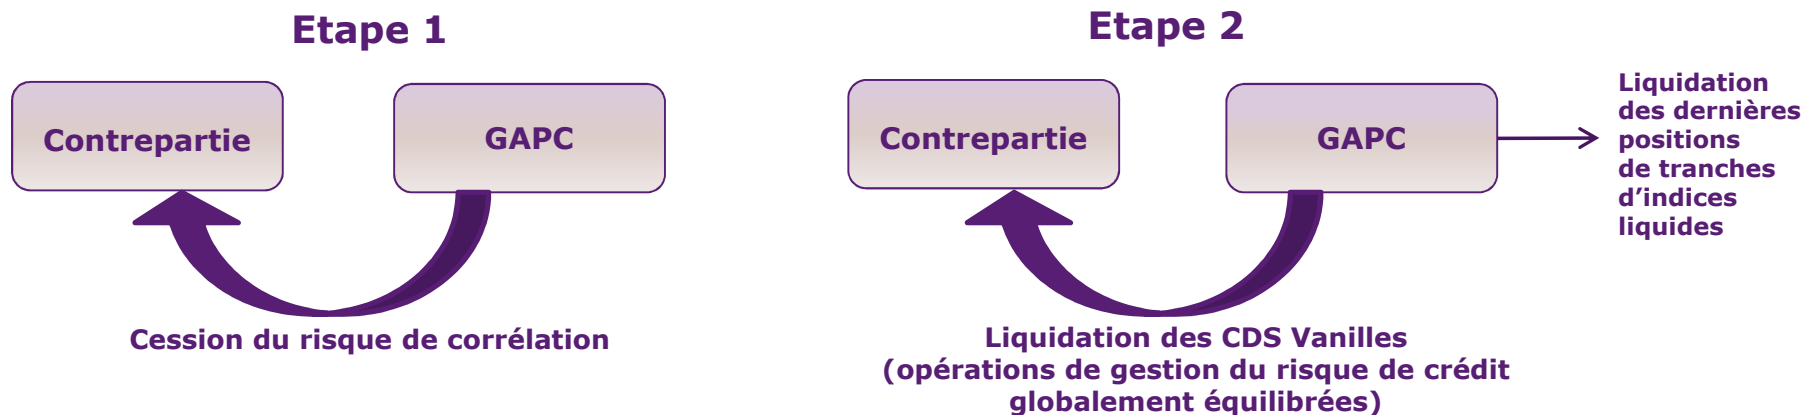 Etape 1
Contrepartie
GAPC
Cession du risque de corrélation
Etape 2
Contrepartie
GAPC
Liquidation
des dernières
positions
de tranches
d’indices
liquides
Liquidation des CDS Vanilles
(opérations de gestion du risque de crédit
globalement équilibrées)